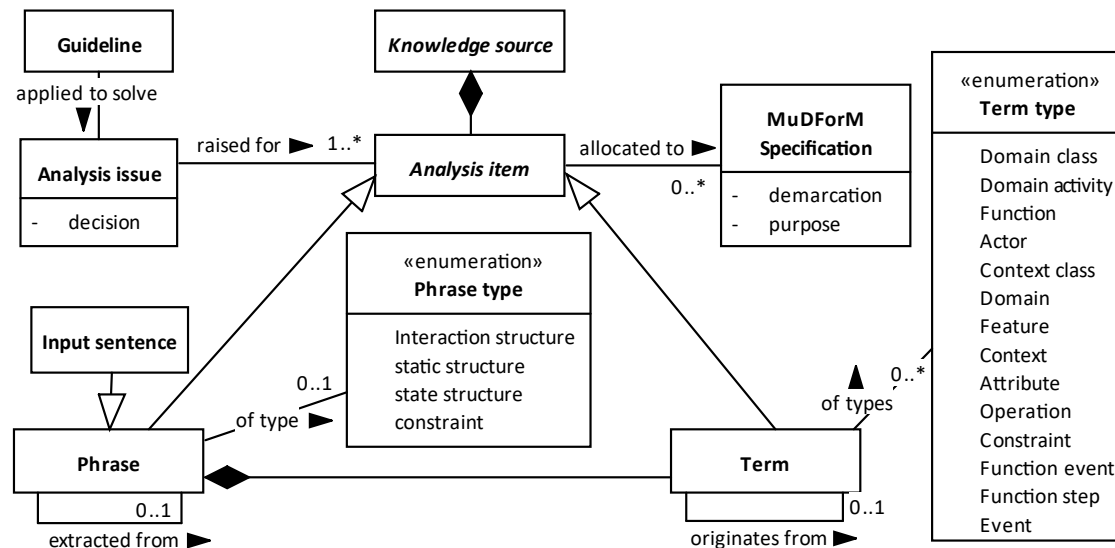 Guideline
Knowledge source
applied to solve
«enumeration»
Term type
Domain class
Domain activity
Function
Actor
Context class
Domain
Feature
Context
Attribute
Operation
Constraint
Function event
Function step
Event
Analysis issue
- decision
raised for
1..*
Analysis item
allocated to
0..*
MuDForM
Specification
- demarcation
- purpose
«enumeration»
Phrase type
Interaction structure
static structure
state structure
constraint
Input sentence
0..1
of type
0..*
of types
Phrase
Term
0..1
extracted from
0..1
originates from